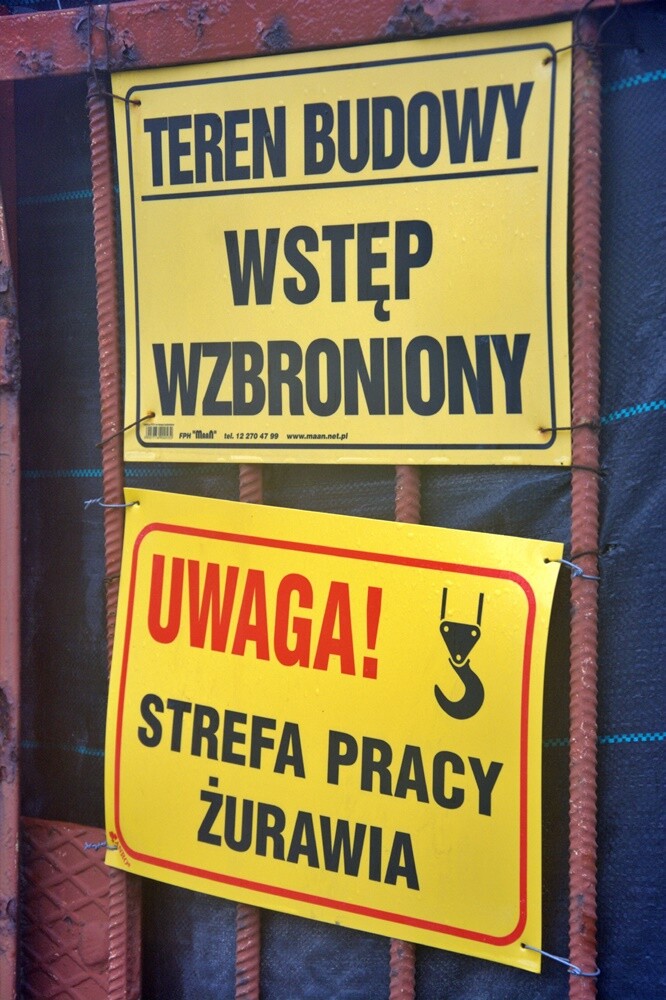 TEREN BUDOWY
WSTĘP
WZBRONIONY
FPH "MAAN" tel. 12 270 47 99 www.maan.net.pl
UWAGA!
STREFA PRACY
ŻURAWIA